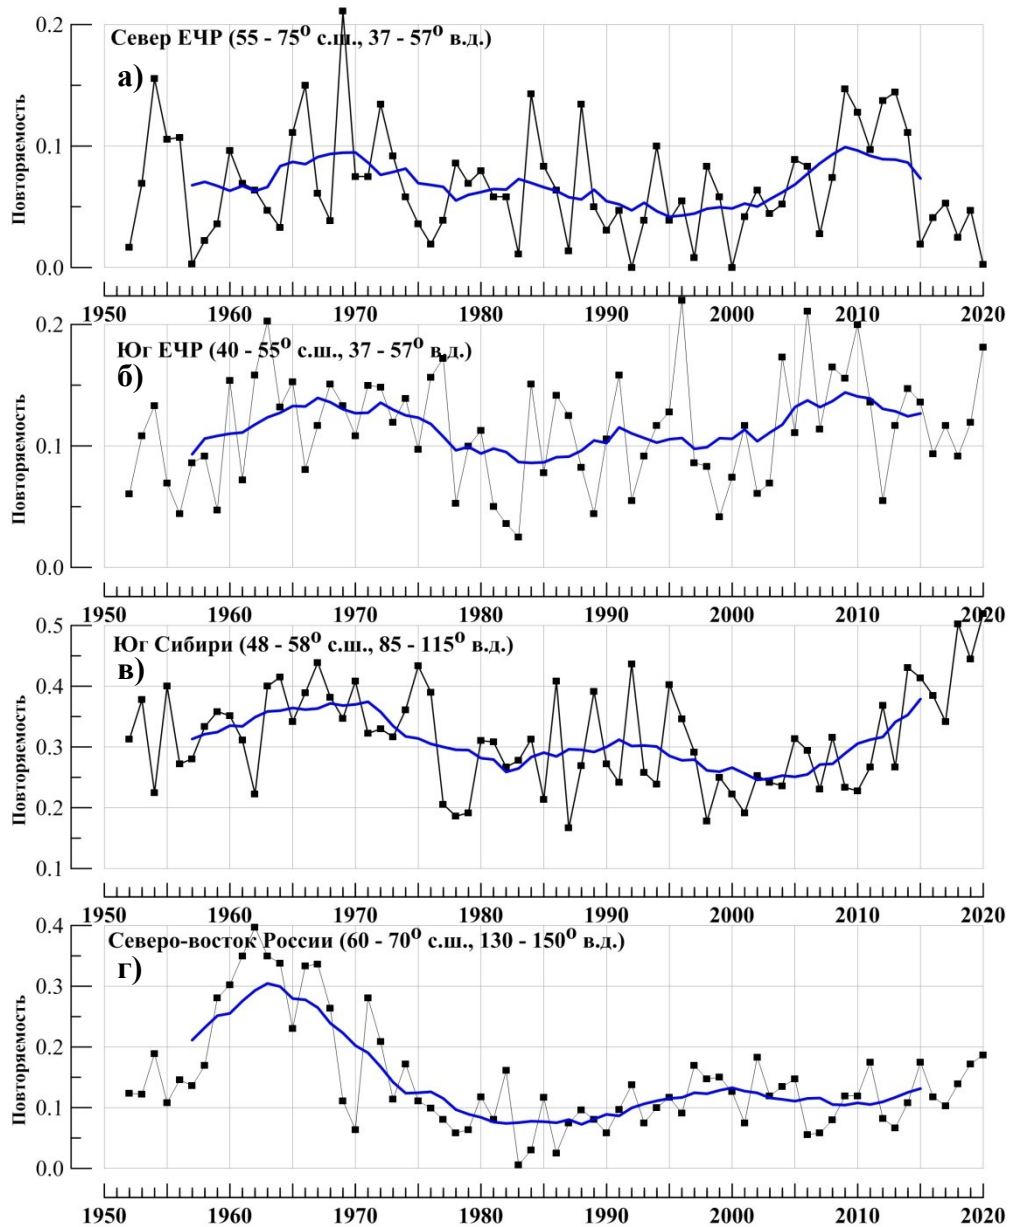 0.2
Север ЕЧР (55 - 75⁰ с.ш., 37 - 57⁰ в.д.)
а)
Повторяемость
0.1
0.0
1950 1960 1970 1980 1990 2000 2010 2020
0.2
Юг ЕЧР (40 - 55⁰ с.ш., 37 - 57⁰ в.д.)
б)
Повторяемость
0.1
0.0
1950 1960 1970 1980 1990 2000 2010 2020
0.5
Юг Сибири (48 - 58⁰ с.ш., 85 - 115⁰ в.д.)
в)
0.4
Повторяемость
0.3
0.2
0.1
1950 1960 1970 1980 1990 2000 2010 2020
0.4
Северо-восток России (60 - 70⁰ с.ш., 130 - 150⁰ в.д.)
г)
0.3
Повторяемость
0.2
0.1
0.0
1950 1960 1970 1980 1990 2000 2010 2020